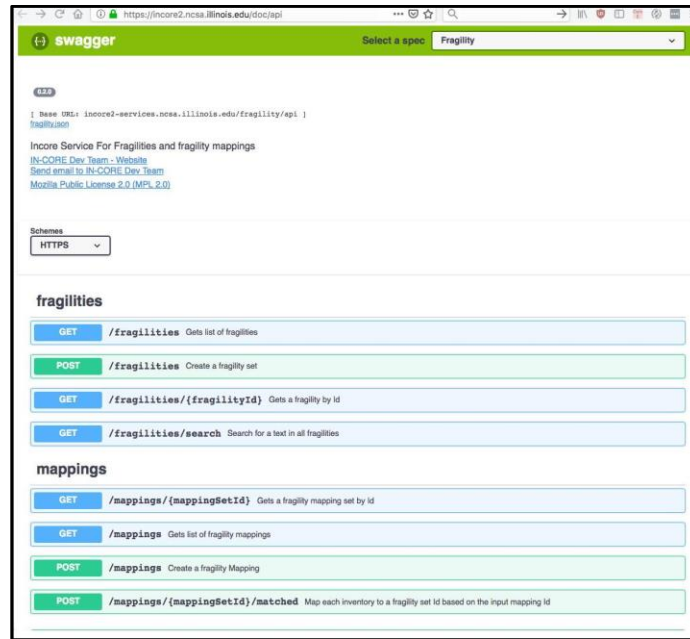 https://incore2.ncsa.illinois.edu/doc/api
swagger
Select a spec Fragility
0.2.0
[ Base URL: incore2-services.ncsa.illinois.edu/fragility/api ]
fragility.json
Incore Service For Fragilities and fragility mappings
IN-CORE Dev Team - Website
Send email to IN-CORE Dev Team
Mozilla Public License 2.0 (MPL 2.0)
Schemes
HTTPS
fragilities
GET /fragilities Gets list of fragilities
POST /fragilities Create a fragility set
GET /fragilities/{fragilityId} Gets a fragility by Id
GET /fragilities/search Search for a text in all fragilities
mappings
GET /mappings/{mappingSetId} Gets a fragility mapping set by Id
GET /mappings Gets list of fragility mappings
POST /mappings Create a fragility Mapping
POST /mappings/{mappingSetId}/matched Map each inventory to a fragility set Id based on the input mapping Id